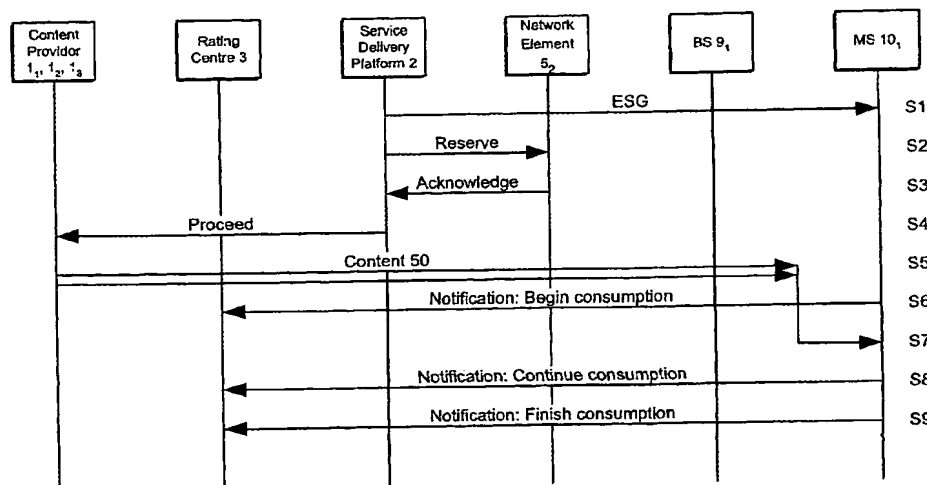 Content
Providor
1₁, 1₂, 1₃
Rating
Centre 3
Service
Delivery
Platform 2
Network
Element
5₂
BS 9₁
MS 10₁
ESG
S1
Reserve
S2
Acknowledge
S3
Proceed
S4
Content 50
S5
Notification: Begin consumption
S6
S7
Notification: Continue consumption
S8
Notification: Finish consumption
S9